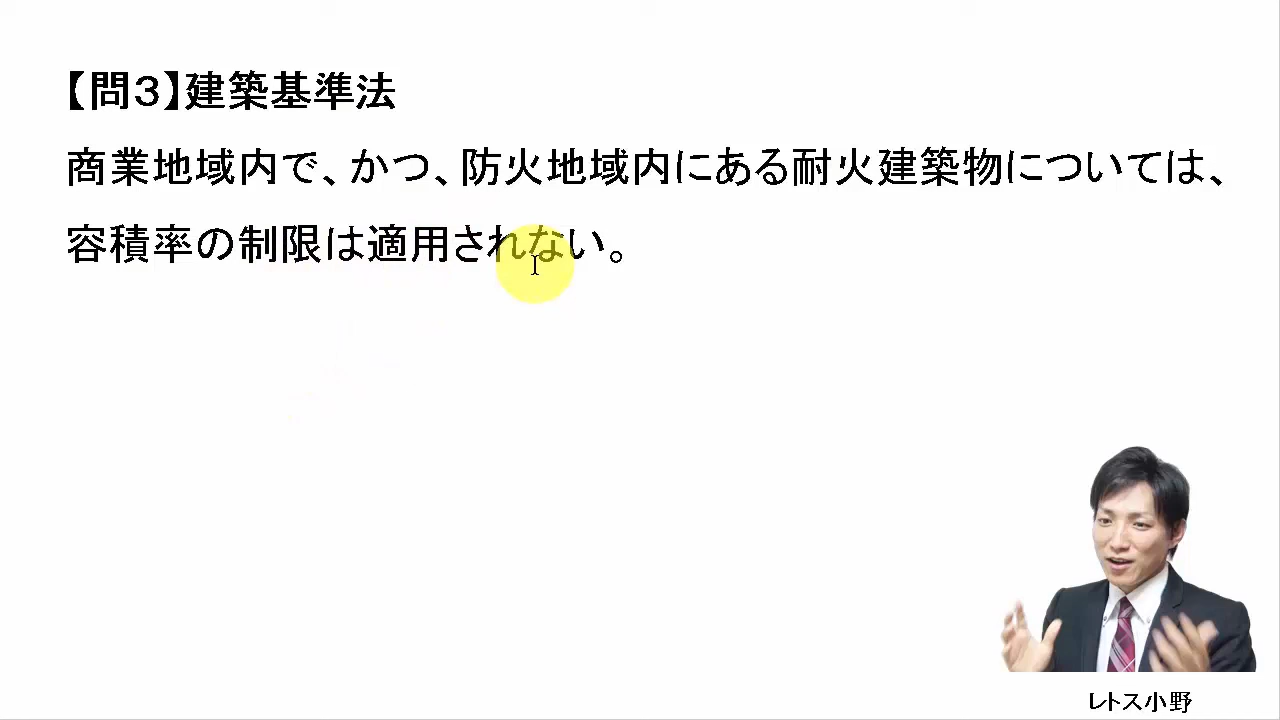 【問３】建築基準法
商業地域内で、かつ、防火地域内にある耐火建築物については、
容積率の制限は適用されない。
レトス小野